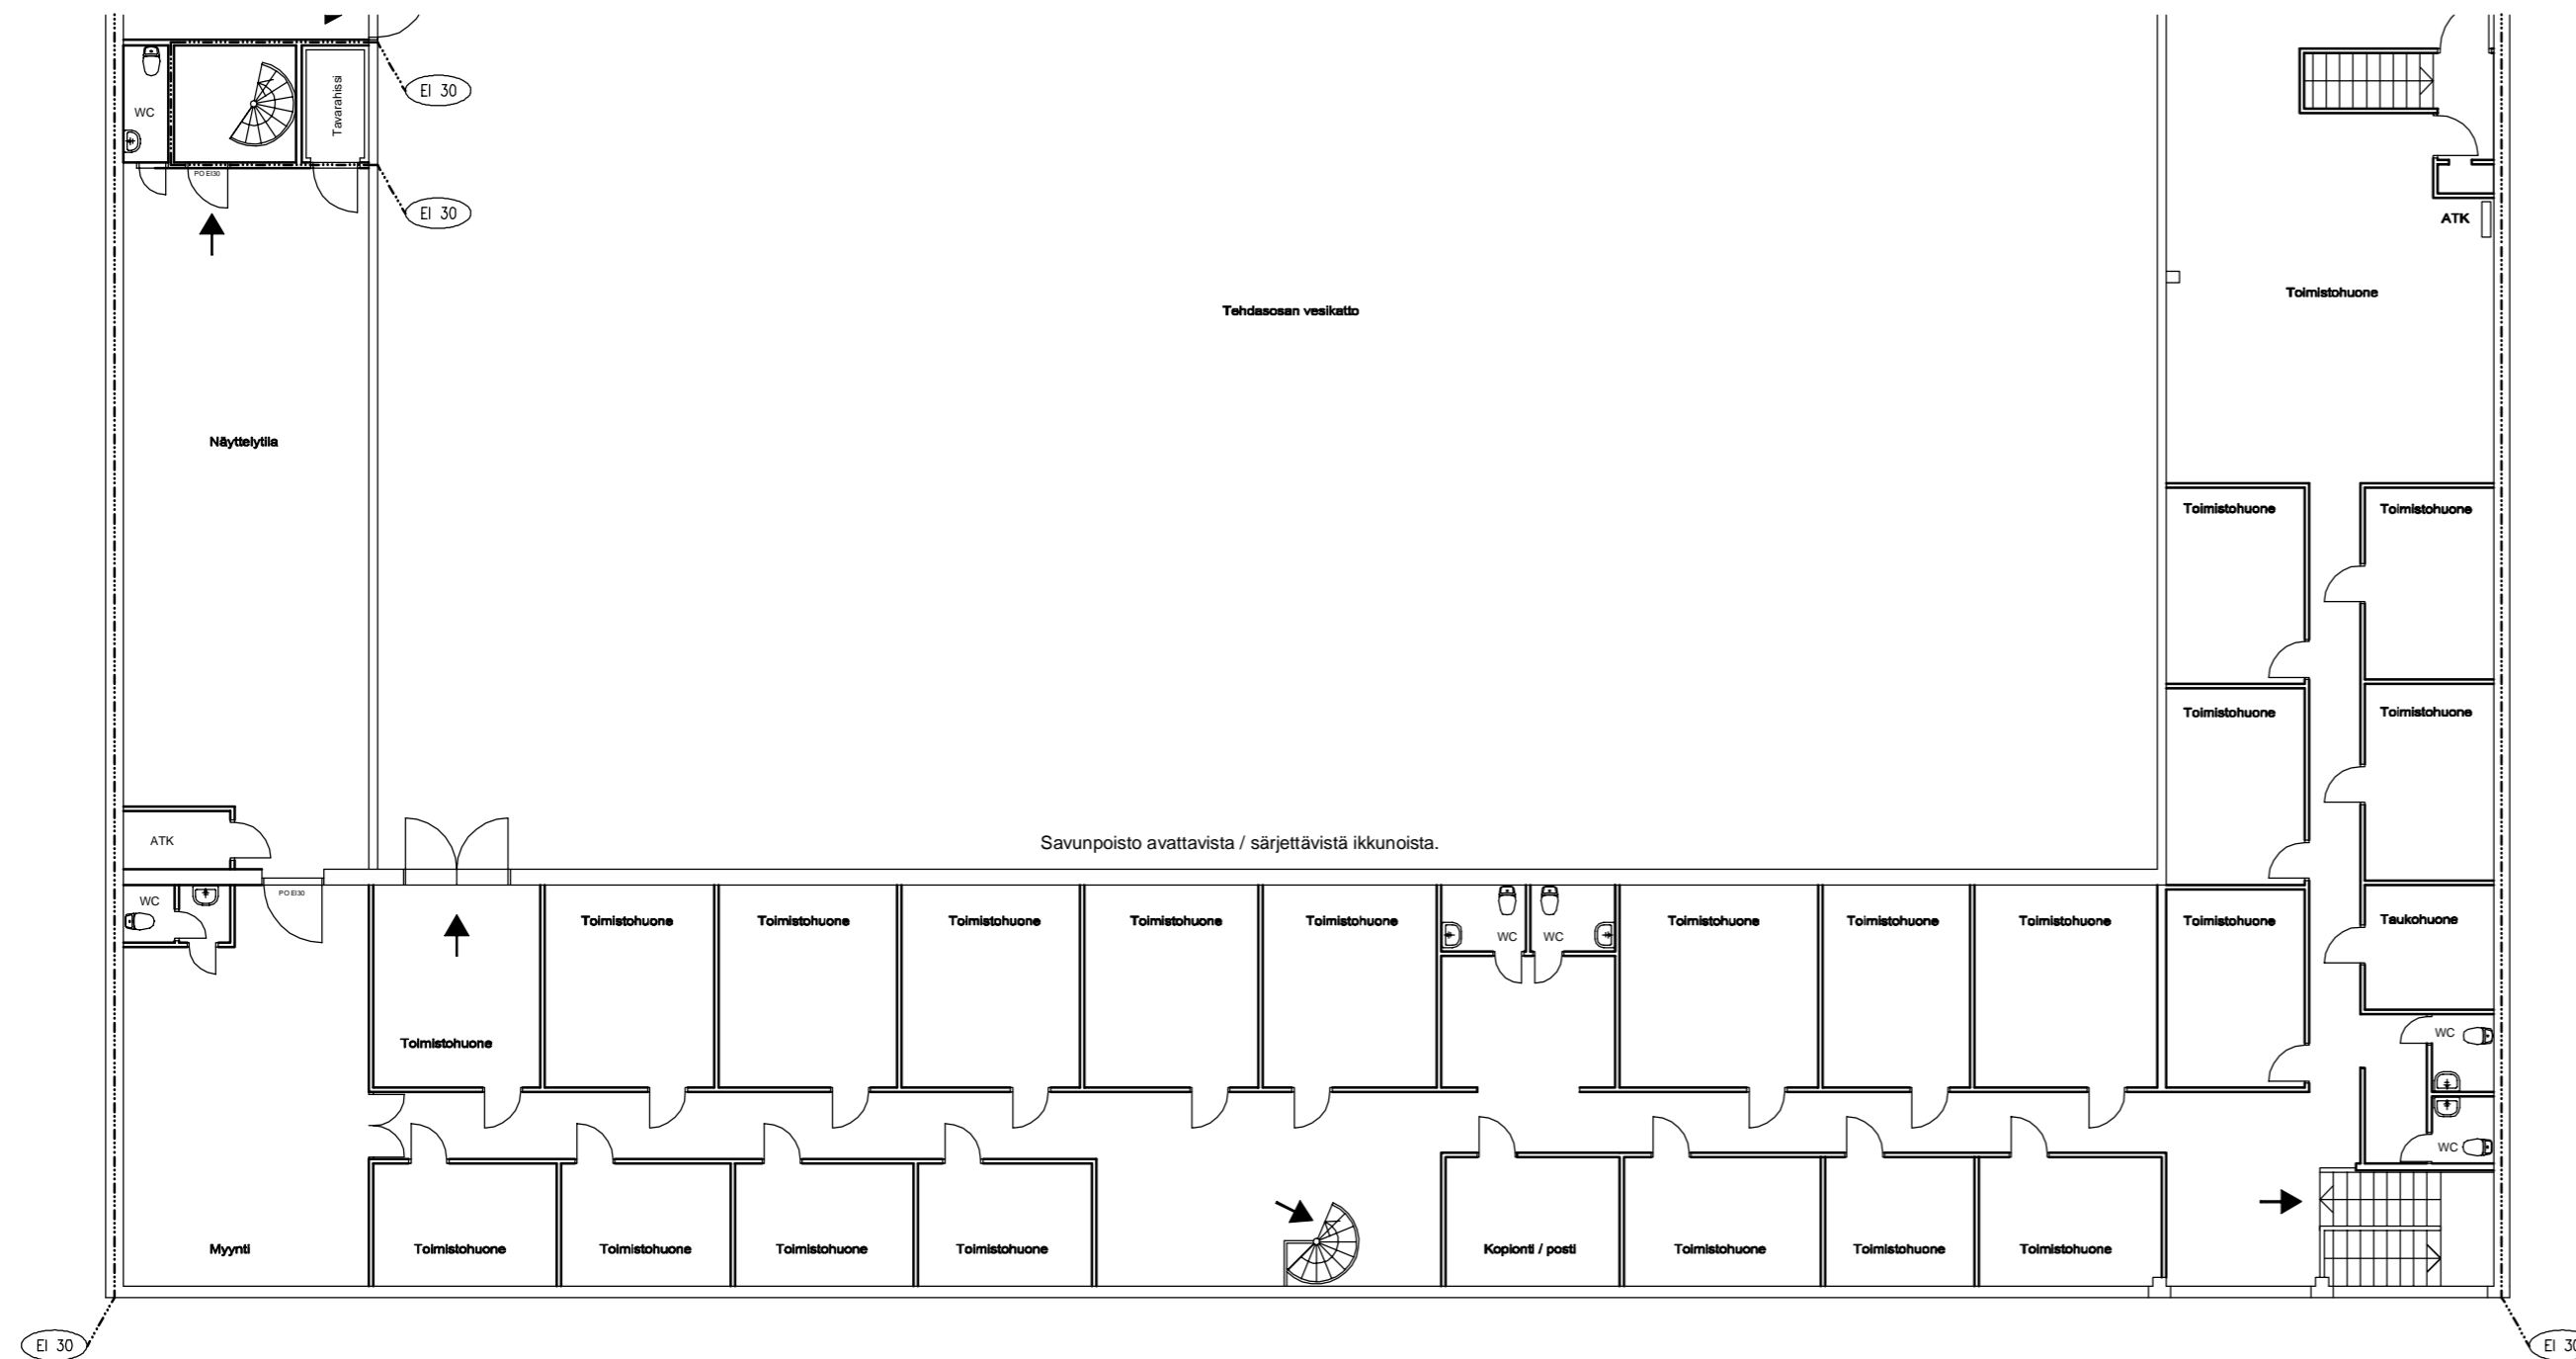 EI 30
Tavarahissi
WC
PO EI30
EI 30
ATK
Toimistohuone
Tehdasosan vesikatto
Näyttelytila
Toimistohuone
Toimistohuone
Toimistohuone
Toimistohuone
ATK
Savunpoisto avattavista / särjettävistä ikkunoista.
PO EI30
WC
Toimistohuone
Toimistohuone
Toimistohuone
Toimistohuone
Toimistohuone
Toimistohuone
Toimistohuone
Toimistohuone
Toimistohuone
Taukohuone
WC
WC
WC
Toimistohuone
WC
Myynti
Toimistohuone
Toimistohuone
Toimistohuone
Toimistohuone
Kopionti / posti
Toimistohuone
Toimistohuone
Toimistohuone
EI 30
EI 30